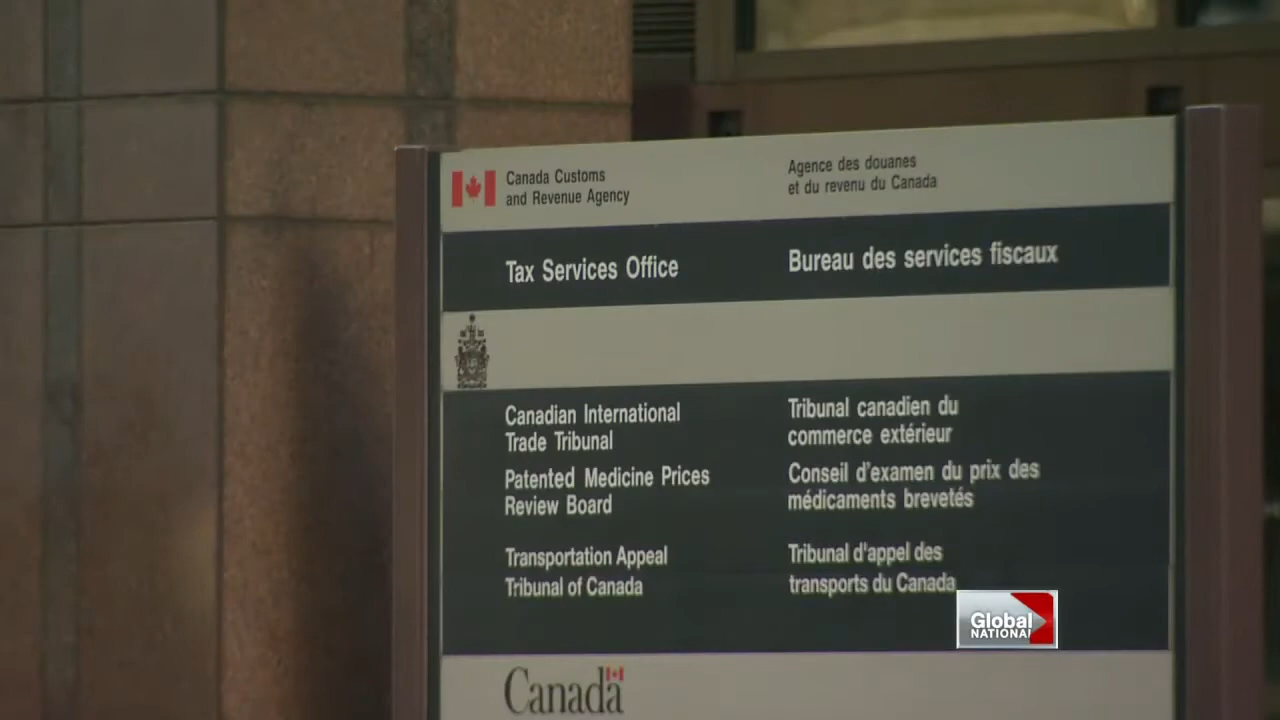 Canada Customs
and Revenue Agency
Agence des douanes
et du revenu du Canada
Tax Services Office
Bureau des services fiscaux
Canadian International
Trade Tribunal
Tribunal canadien du
commerce extérieur
Patented Medicine Prices
Review Board
Conseil d'examen du prix des
médicaments brevetés
Transportation Appeal
Tribunal of Canada
Tribunal d'appel des
transports du Canada
Global
NATIONAL
Canada